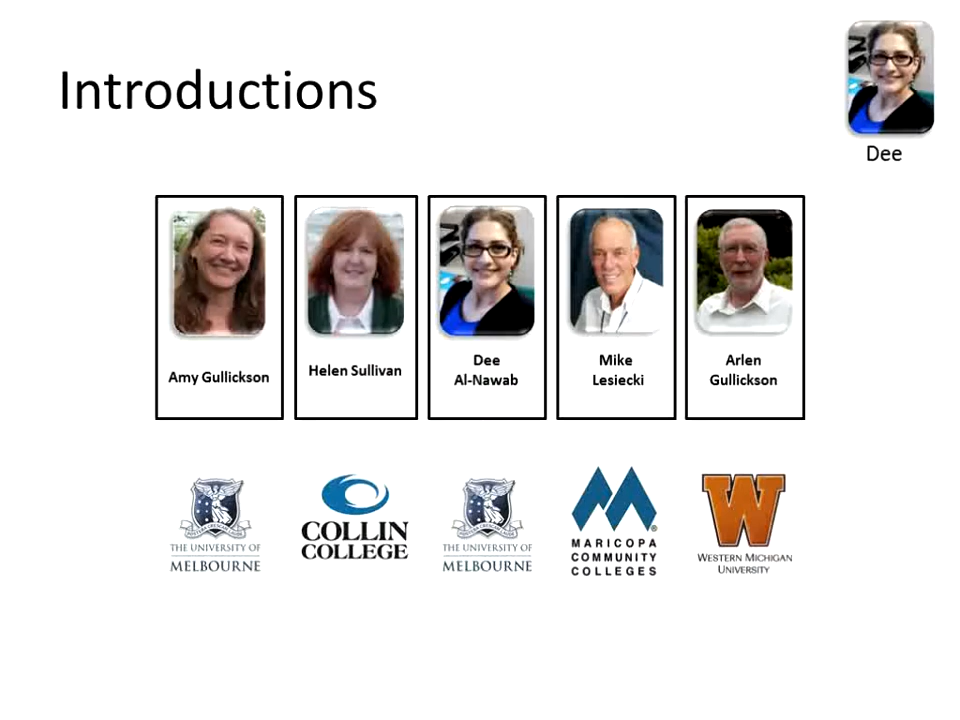 Introductions
Dee
Amy Gullickson
Helen Sullivan
Dee
Al-Nawab
Mike
Lesiecki
Arlen
Gullickson
THE UNIVERSITY OF
MELBOURNE
COLLIN
COLLEGE
THE UNIVERSITY OF
MELBOURNE
MARICOPA
COMMUNITY
COLLEGES
W
WESTERN MICHIGAN
UNIVERSITY